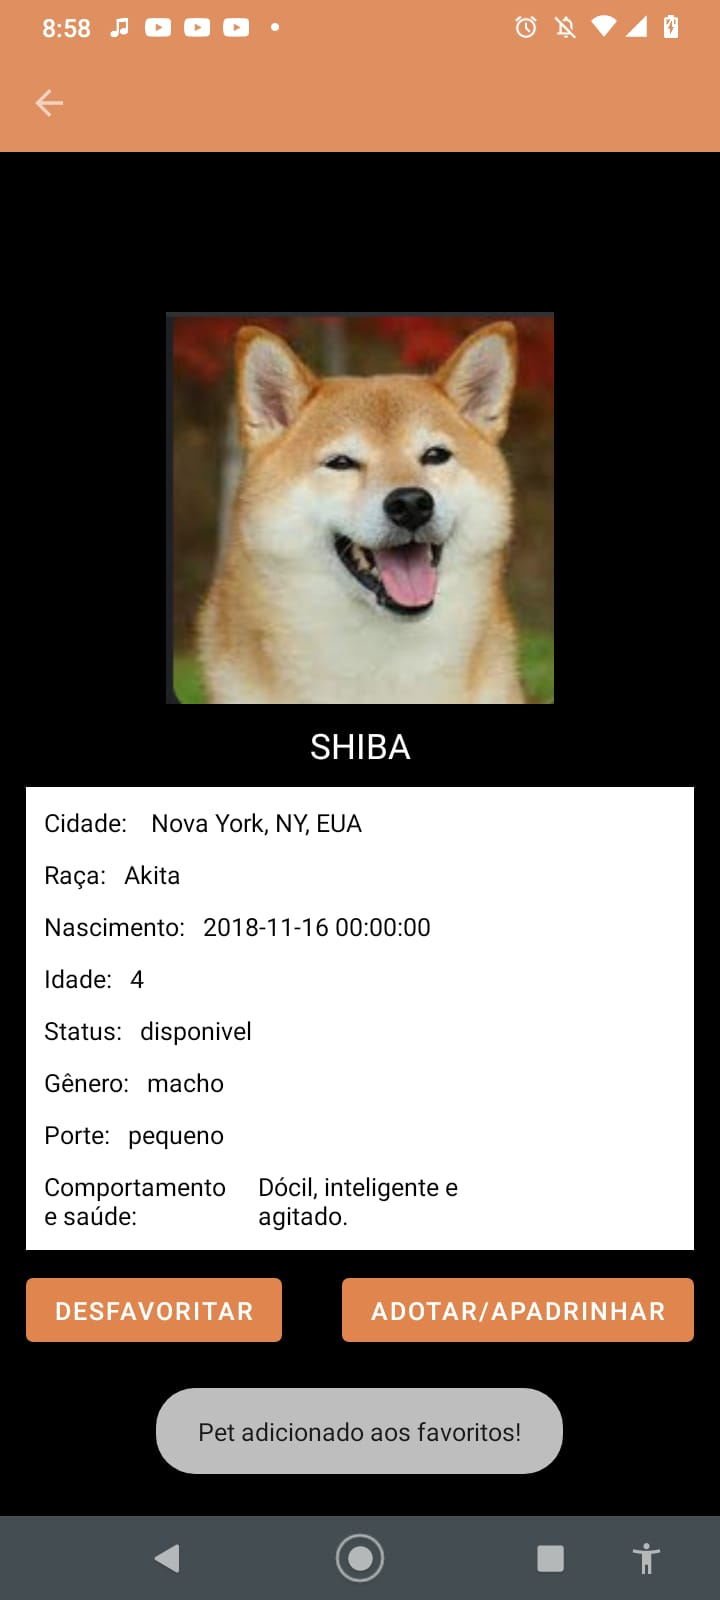 8:58
SHIBA
Cidade: Nova York, NY, EUA
Raça: Akita
Nascimento: 2018-11-16 00:00:00
Idade: 4
Status: disponivel
Gênero: macho
Porte: pequeno
Comportamento e saúde: Dócil, inteligente e agitado.
DESFAVORITAR
ADOTAR/APADRINHAR
Pet adicionado aos favoritos!